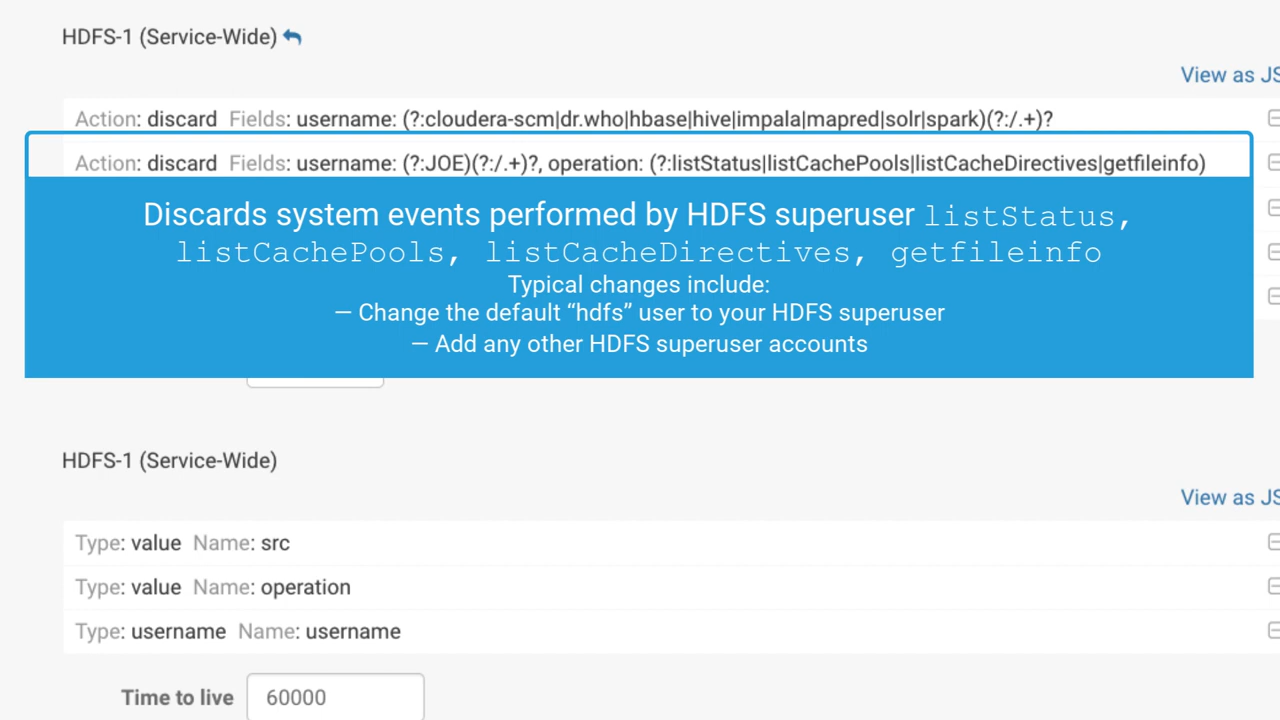 HDFS-1 (Service-Wide)
View as JS
Action: discard Fields: username: (?:cloudera-scm|dr.who|hbase|hive|impala|mapred|solr|spark)(?:/.+)?
Action: discard Fields: username: (?:JOE)(?:/.+)?, operation: (?:listStatus|listCachePools|listCacheDirectives|getfileinfo)
Discards system events performed by HDFS superuser listStatus,
listCachePools, listCacheDirectives, getfileinfo
Typical changes include:
— Change the default “hdfs” user to your HDFS superuser
— Add any other HDFS superuser accounts
HDFS-1 (Service-Wide)
View as JS
Type: value Name: src
Type: value Name: operation
Type: username Name: username
Time to live 60000